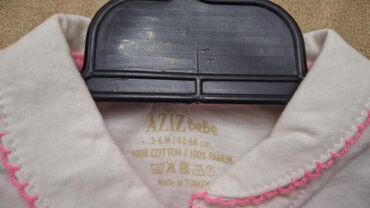 AZIZ bebe
3-6 M / 62-68 cm.
100% COTTON / 100% PAMUK
Made in TURKEY